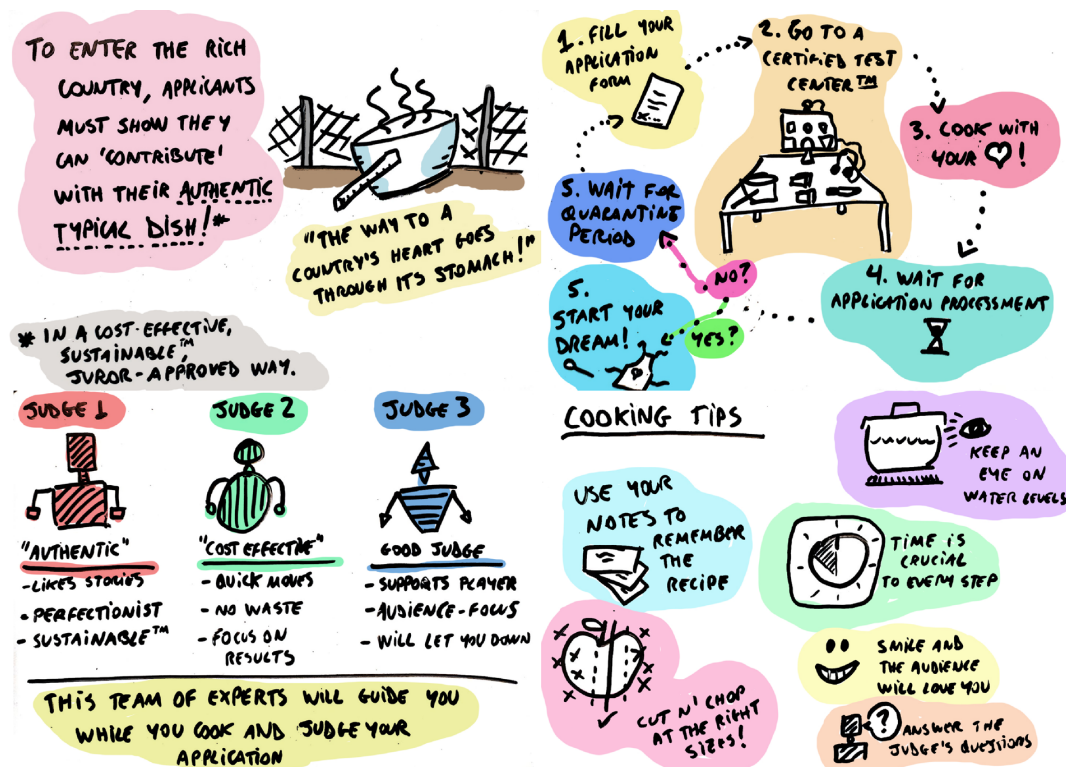 TO ENTER THE RICH
COUNTRY, APPLICANTS
MUST SHOW THEY
CAN 'CONTRIBUTE'
WITH THEIR AUTHENTIC
TYPICAL DISH!*
"THE WAY TO A
COUNTRY'S HEART GOES
THROUGH ITS STOMACH!"
* IN A COST-EFFECTIVE,
SUSTAINABLE™,
JUROR-APPROVED WAY.
JUDGE 1
"AUTHENTIC"
- LIKES STORIES
- PERFECTIONIST
- SUSTAINABLE™
JUDGE 2
"COST EFFECTIVE"
- QUICK MOVES
- NO WASTE
- FOCUS ON
RESULTS
JUDGE 3
GOOD JUDGE
- SUPPORTS PLAYER
- AUDIENCE-FOCUS
- WILL LET YOU DOWN
THIS TEAM OF EXPERTS WILL GUIDE YOU
WHILE YOU COOK AND JUDGE YOUR
APPLICATION
1. FILL YOUR
APPLICATION
FORM
2. GO TO A
CERTIFIED TEST
CENTER™
3. COOK WITH
YOUR ♡!
4. WAIT FOR
APPLICATION PROCESSMENT
NO?
5. WAIT FOR
QUARANTINE
PERIOD
YES?
5.
START YOUR
DREAM!
COOKING TIPS
KEEP AN
EYE ON
WATER LEVELS
USE YOUR
NOTES TO
REMEMBER
THE
RECIPE
TIME IS
CRUCIAL
TO EVERY STEP
CUT N' CHOP
AT THE RIGHT
SIZES!
SMILE AND
THE AUDIENCE
WILL LOVE YOU
?
ANSWER THE
JUDGE'S QUESTIONS